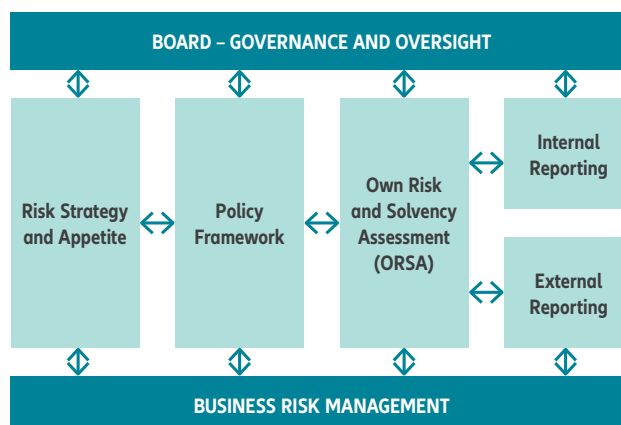 BOARD – GOVERNANCE AND OVERSIGHT
Risk Strategy
and Appetite
Policy
Framework
Own Risk
and Solvency
Assessment
(ORSA)
Internal
Reporting
External
Reporting
BUSINESS RISK MANAGEMENT